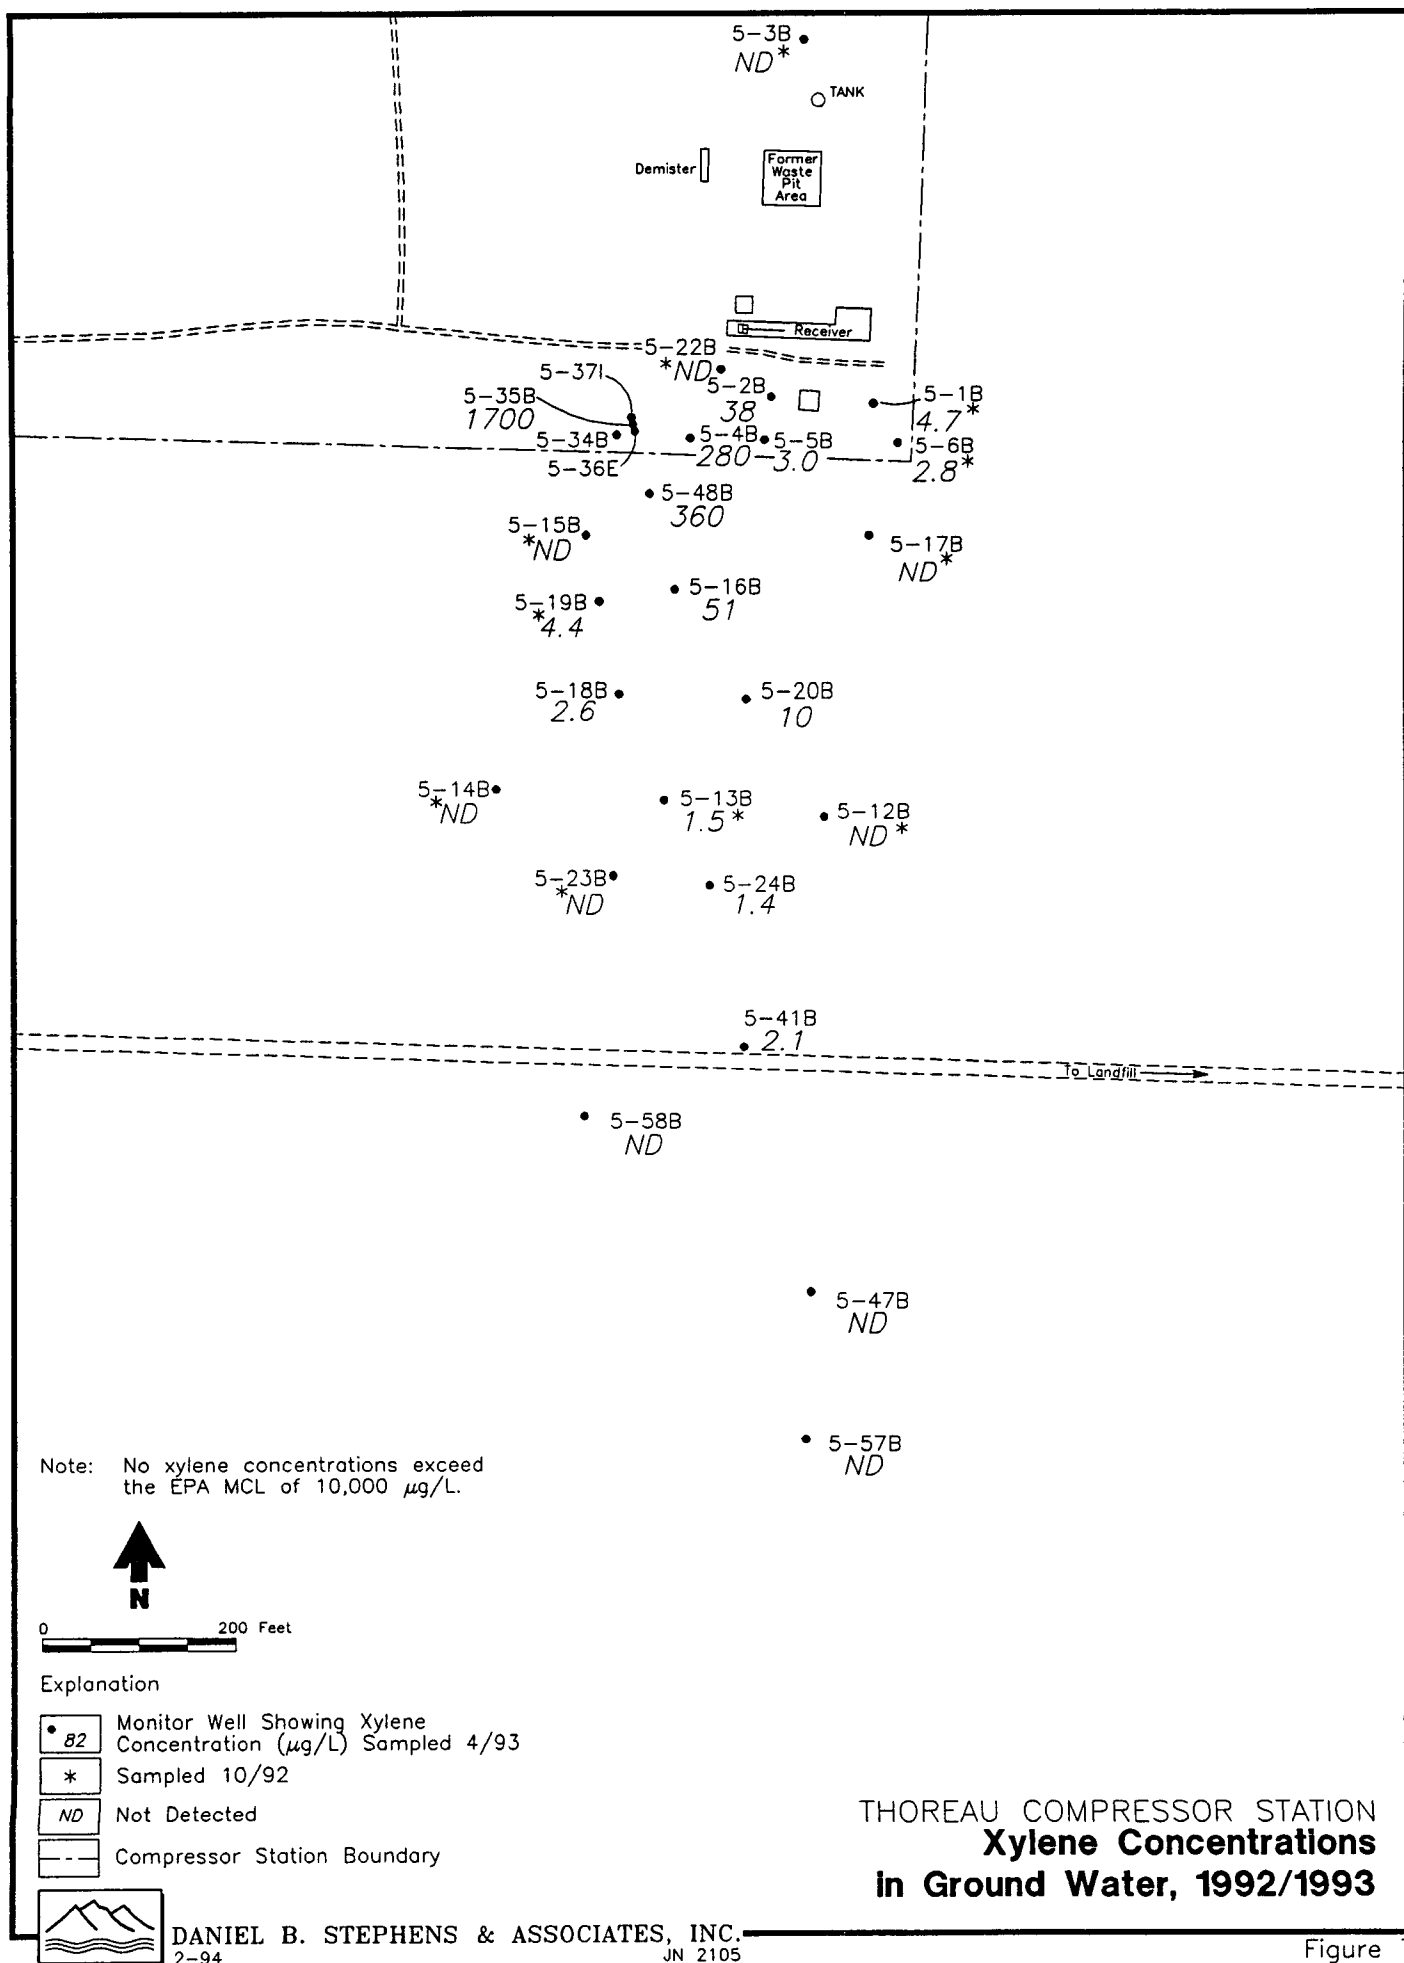 5-3B
ND*
TANK
Demister
Former
Waste
Pit
Area
Receiver
5-22B
*ND
5-37I
5-2B
38
5-35B
1700
5-1B
4.7*
5-34B
5-4B
280
5-5B
3.0
5-6B
2.8*
5-36E
5-48B
360
5-15B
*ND
5-17B
ND*
5-16B
51
5-19B
*4.4
5-18B
2.6
5-20B
10
5-14B
*ND
5-13B
1.5*
5-12B
ND*
5-23B
*ND
5-24B
1.4
5-41B
2.1
To Landfill
5-58B
ND
5-47B
ND
5-57B
ND
Note: No xylene concentrations exceed
the EPA MCL of 10,000 µg/L.
N
0 200 Feet
Explanation
82 Monitor Well Showing Xylene
Concentration (µg/L) Sampled 4/93
* Sampled 10/92
ND Not Detected
Compressor Station Boundary
THOREAU COMPRESSOR STATION
Xylene Concentrations
in Ground Water, 1992/1993
DANIEL B. STEPHENS & ASSOCIATES, INC.
2-94 JN 2105
Figure